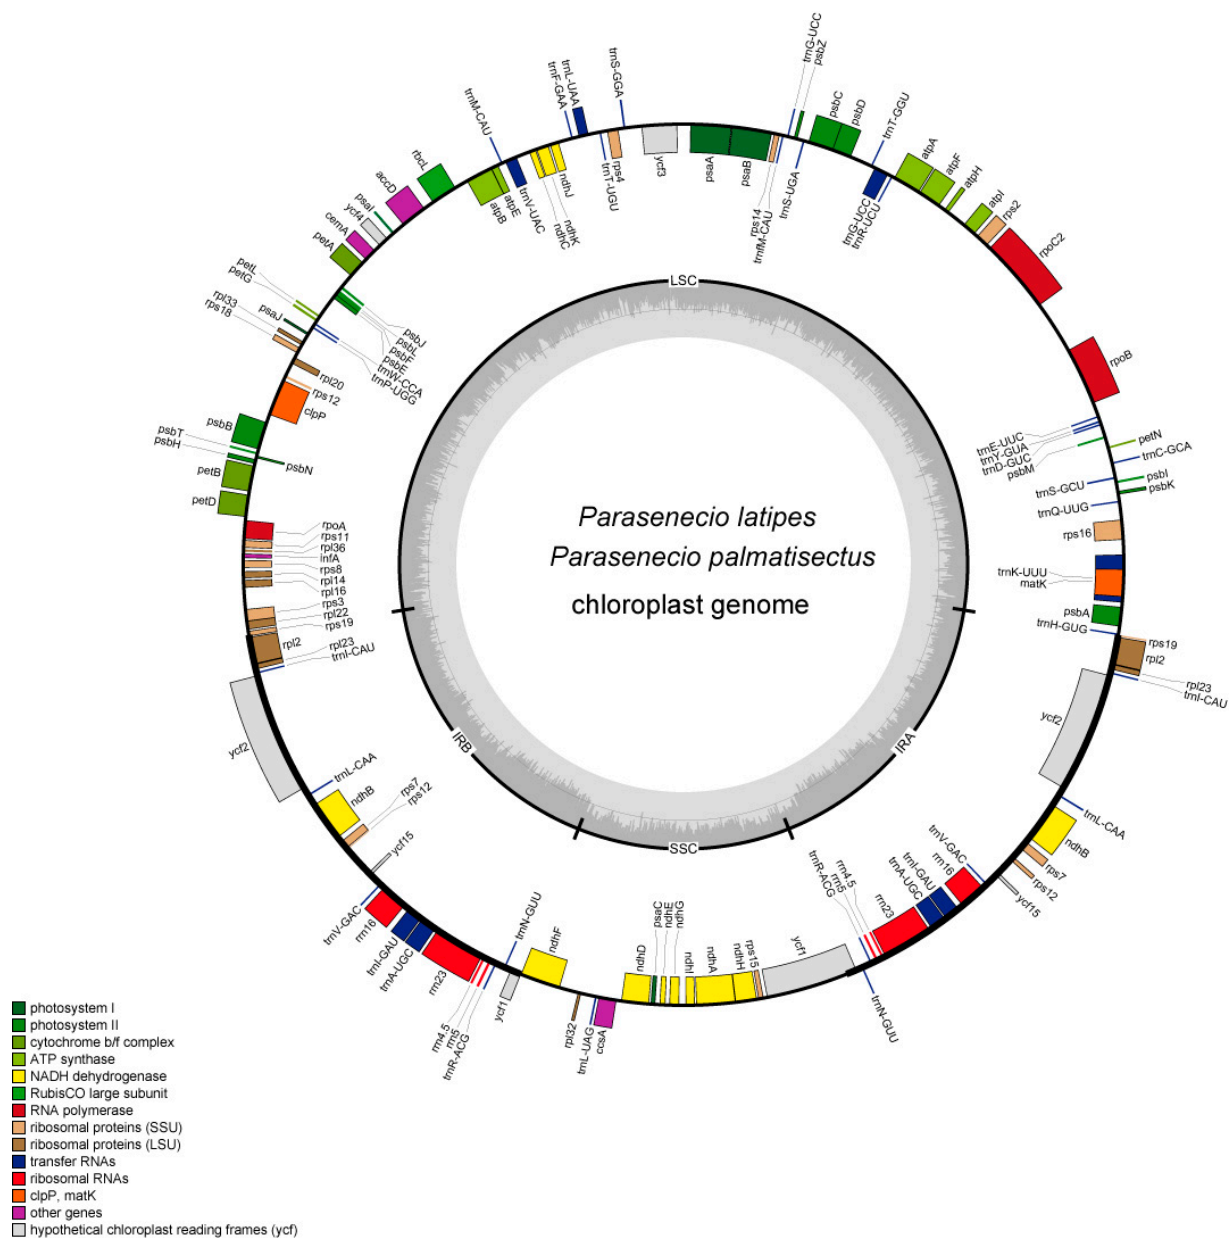 trnG-UCC
psbZ
psbC
psbD
trnT-GGU
atpA
atpF
atpH
atpI
rps2
rpoC2
rpoB
petN
trnC-GCA
psbI
psbK
trnE-UUC
trnY-GUA
trnD-GUC
psbM
trnS-GCU
trnQ-UUG
rps16
trnK-UUU
matK
psbA
trnH-GUG
rps19
rpl2
rpl23
trnI-CAU
ycf2
trnL-CAA
ndhB
rps7
rps12
ycf15
trnV-GAC
rrn16
trnI-GAU
trnA-UGC
rrn23
rrn4.5
rrn5
trnR-ACG
trnN-GUU
ycf1
rps15
ndhH
ndhA
ndhI
ndhG
ndhE
psaC
ndhD
ccsA
trnL-UAG
rpl32
ndhF
trnN-GUU
ycf1
trnR-ACG
rrn5
rrn4.5
rrn23
trnA-UGC
trnI-GAU
rrn16
trnV-GAC
ycf15
rps12
rps7
ndhB
trnL-CAA
ycf2
trnI-CAU
rpl23
rpl2
rps19
rpl22
rps3
rpl16
rpl14
rps8
infA
rpl36
rps11
rpoA
petD
petB
psbH
psbT
psbB
psbN
clpP
rps12
rpl20
rps18
rpl33
psaJ
trnP-UGG
trnW-CCA
petG
petL
psbE
psbF
psbL
psbJ
petA
cemA
ycf4
psaI
accD
rbcL
atpB
atpE
trnM-CAU
trnV-UAC
ndhC
ndhK
ndhJ
trnF-GAA
trnL-UAA
trnT-UGU
rps4
trnS-GGA
ycf3
psaA
psaB
rps14
trnfM-CAU
trnS-UGA
trnG-UCC
trnR-UCU
LSC
IRA
SSC
IRB
Parasenecio latipes
Parasenecio palmatisectus
chloroplast genome
photosystem I
photosystem II
cytochrome b/f complex
ATP synthase
NADH dehydrogenase
RubisCO large subunit
RNA polymerase
ribosomal proteins (SSU)
ribosomal proteins (LSU)
transfer RNAs
ribosomal RNAs
clpP, matK
other genes
hypothetical chloroplast reading frames (ycf)